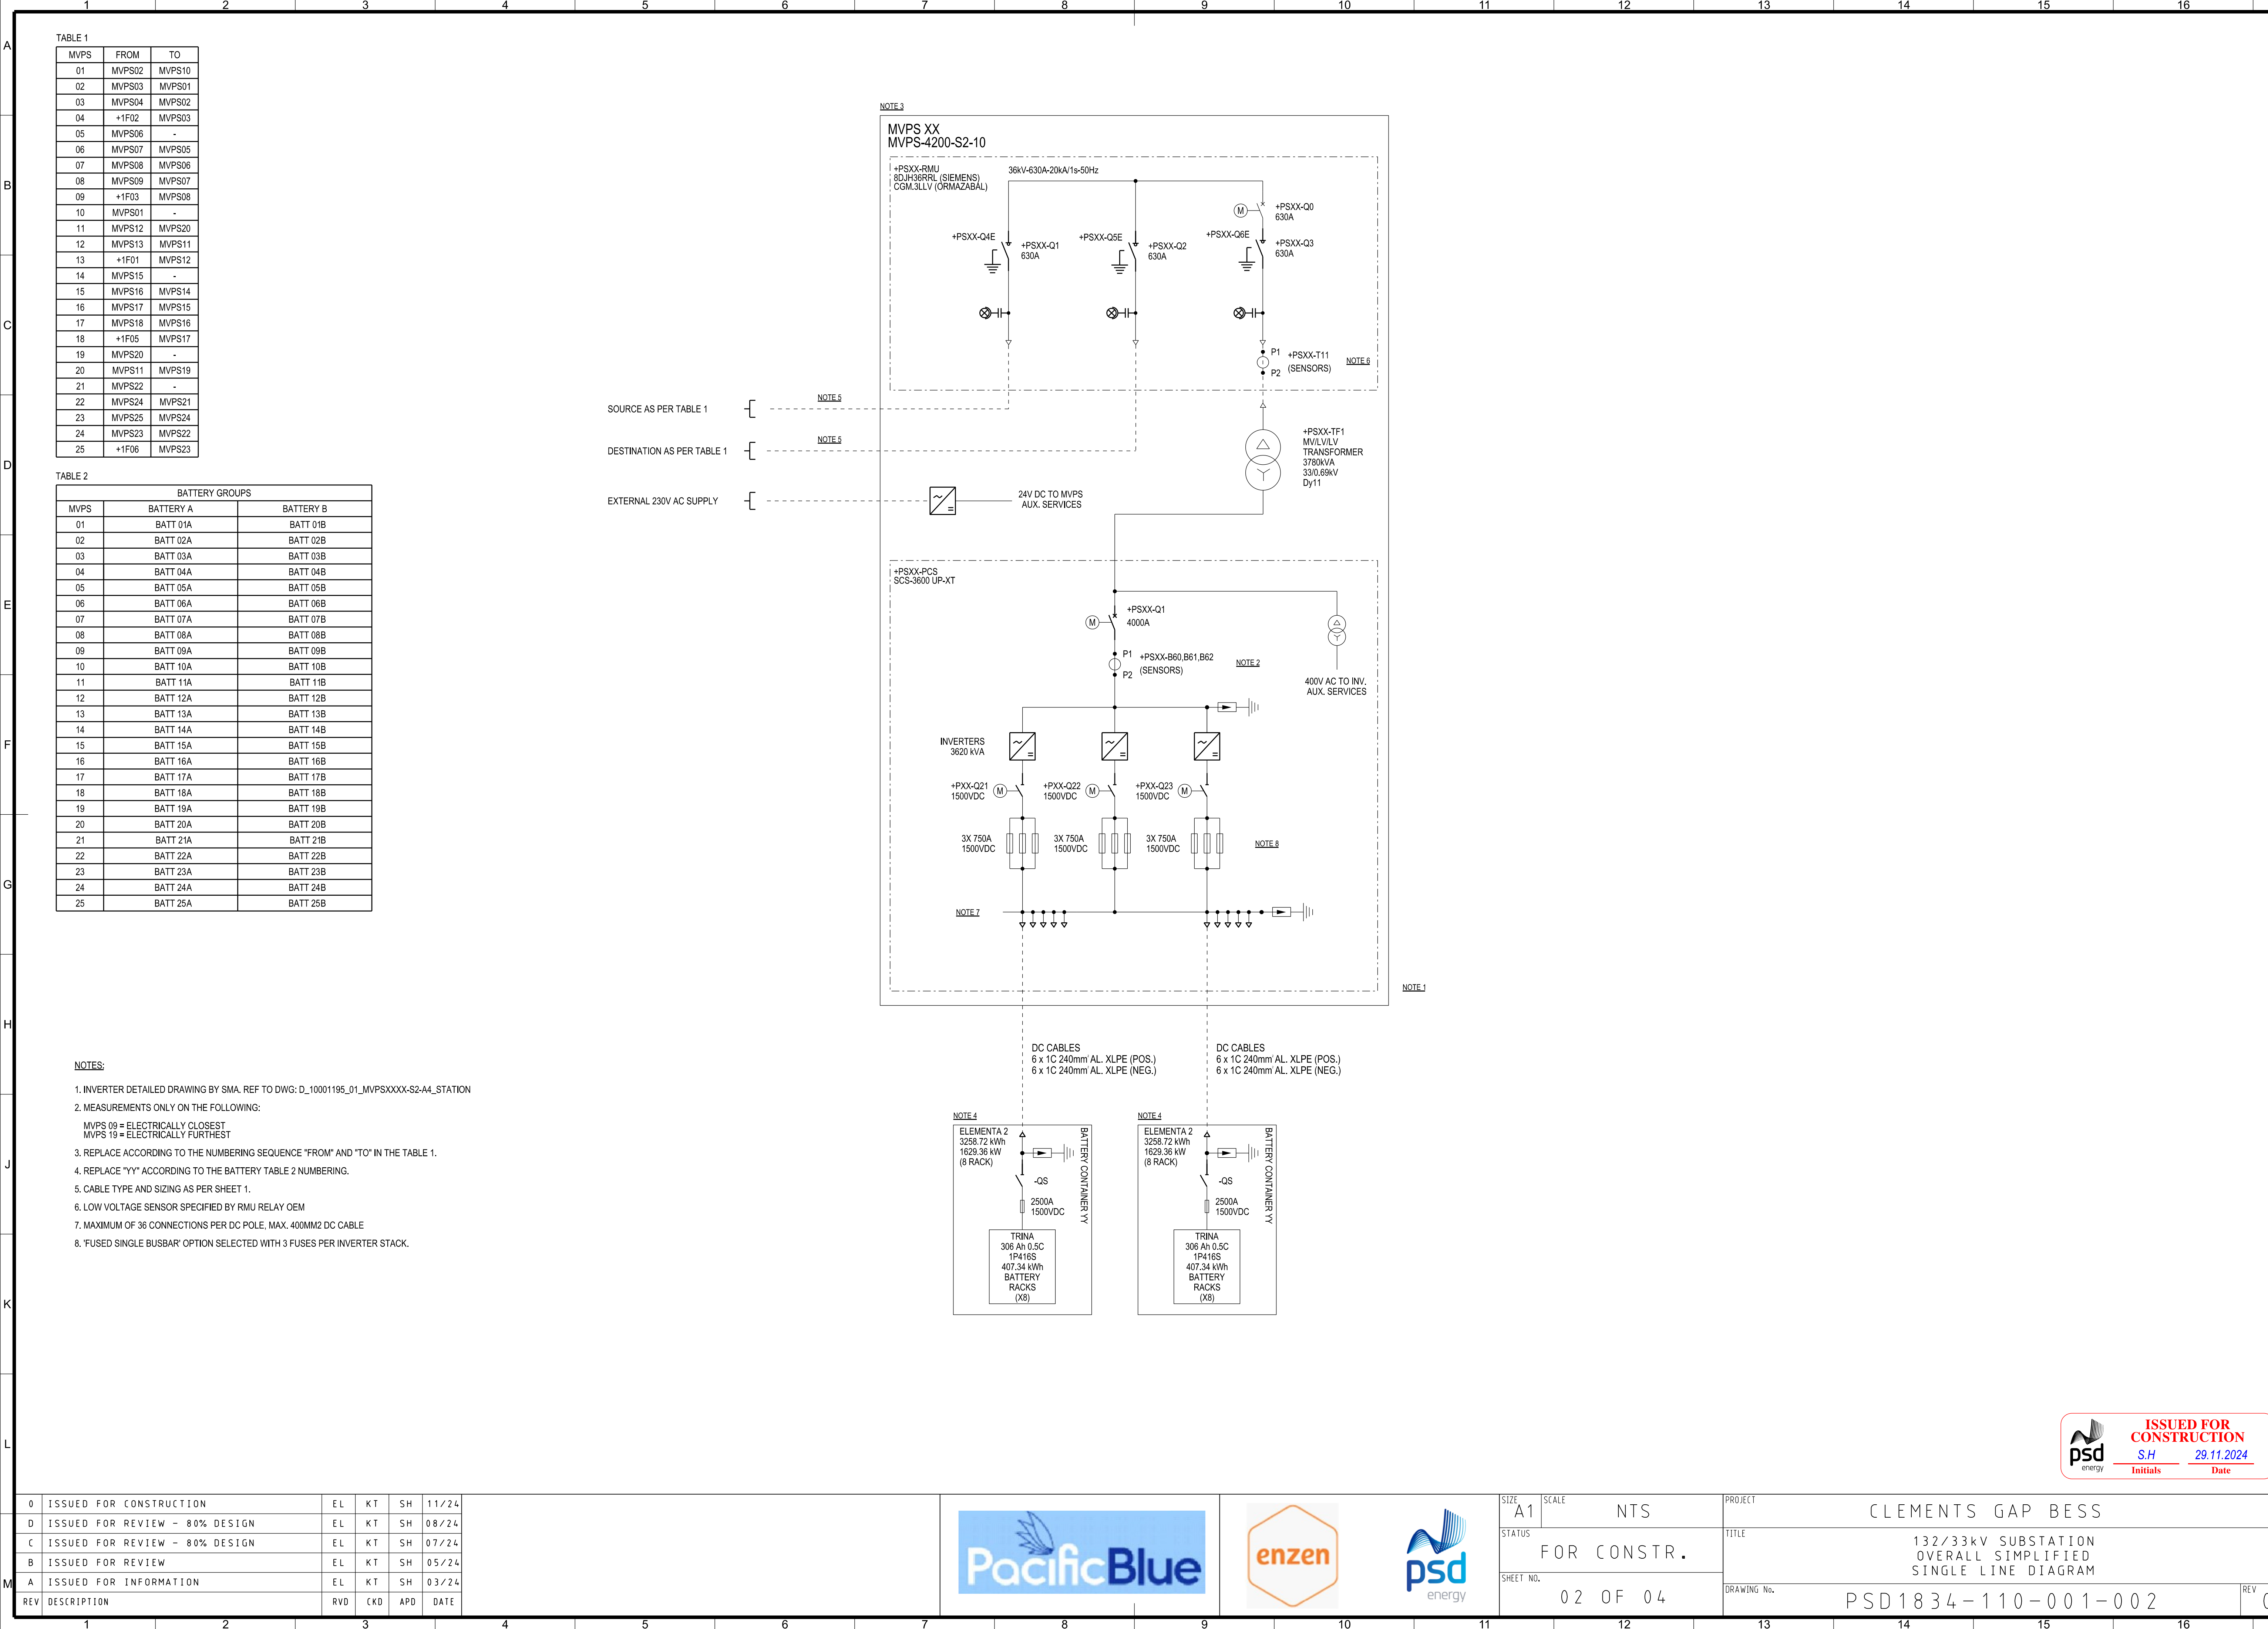 1 2 3 4 5 6 7 8 9 10 11 12 13 14 15 16
A
B
C
D
E
F
G
H
J
K
L
M
TABLE 1
MVPS FROM TO
01 MVPS02 MVPS10
02 MVPS03 MVPS01
03 MVPS04 MVPS02
04 +1F02 MVPS03
05 MVPS06 -
06 MVPS07 MVPS05
07 MVPS08 MVPS06
08 MVPS09 MVPS07
09 +1F03 MVPS08
10 MVPS01 -
11 MVPS12 MVPS20
12 MVPS13 MVPS11
13 +1F01 MVPS12
14 MVPS15 -
15 MVPS16 MVPS14
16 MVPS17 MVPS15
17 MVPS18 MVPS16
18 +1F05 MVPS17
19 MVPS20 -
20 MVPS11 MVPS19
21 MVPS22 -
22 MVPS24 MVPS21
23 MVPS25 MVPS24
24 MVPS23 MVPS22
25 +1F06 MVPS23
TABLE 2
BATTERY GROUPS
MVPS BATTERY A BATTERY B
01 BATT 01A BATT 01B
02 BATT 02A BATT 02B
03 BATT 03A BATT 03B
04 BATT 04A BATT 04B
05 BATT 05A BATT 05B
06 BATT 06A BATT 06B
07 BATT 07A BATT 07B
08 BATT 08A BATT 08B
09 BATT 09A BATT 09B
10 BATT 10A BATT 10B
11 BATT 11A BATT 11B
12 BATT 12A BATT 12B
13 BATT 13A BATT 13B
14 BATT 14A BATT 14B
15 BATT 15A BATT 15B
16 BATT 16A BATT 16B
17 BATT 17A BATT 17B
18 BATT 18A BATT 18B
19 BATT 19A BATT 19B
20 BATT 20A BATT 20B
21 BATT 21A BATT 21B
22 BATT 22A BATT 22B
23 BATT 23A BATT 23B
24 BATT 24A BATT 24B
25 BATT 25A BATT 25B
NOTES:
1. INVERTER DETAILED DRAWING BY SMA. REF TO DWG: D_10001195_01_MVPSXXXX-S2-A4_STATION
2. MEASUREMENTS ONLY ON THE FOLLOWING:
MVPS 09 = ELECTRICALLY CLOSEST
MVPS 19 = ELECTRICALLY FURTHEST
3. REPLACE ACCORDING TO THE NUMBERING SEQUENCE "FROM" AND "TO" IN THE TABLE 1.
4. REPLACE "YY" ACCORDING TO THE BATTERY TABLE 2 NUMBERING.
5. CABLE TYPE AND SIZING AS PER SHEET 1.
6. LOW VOLTAGE SENSOR SPECIFIED BY RMU RELAY OEM
7. MAXIMUM OF 36 CONNECTIONS PER DC POLE, MAX. 400MM2 DC CABLE
8. 'FUSED SINGLE BUSBAR' OPTION SELECTED WITH 3 FUSES PER INVERTER STACK.
NOTE 3
MVPS XX
MVPS-4200-S2-10
+PSXX-RMU
8DJH36RRL (SIEMENS)
CGM.3LLV (ORMAZABAL)
36kV-630A-20kA/1s-50Hz
M
+PSXX-Q0
630A
+PSXX-Q4E
+PSXX-Q1
630A
+PSXX-Q5E
+PSXX-Q2
630A
+PSXX-Q6E
+PSXX-Q3
630A
P1
P2
+PSXX-T11
(SENSORS)
NOTE 6
SOURCE AS PER TABLE 1
NOTE 5
DESTINATION AS PER TABLE 1
NOTE 5
EXTERNAL 230V AC SUPPLY
24V DC TO MVPS
AUX. SERVICES
+PSXX-TF1
MV/LV/LV
TRANSFORMER
3780kVA
33/0.69kV
Dy11
+PSXX-PCS
SCS-3600 UP-XT
M
+PSXX-Q1
4000A
P1
P2
+PSXX-B60,B61,B62
(SENSORS)
NOTE 2
400V AC TO INV.
AUX. SERVICES
INVERTERS
3620 kVA
+PXX-Q21
1500VDC
M
+PXX-Q22
1500VDC
M
+PXX-Q23
1500VDC
M
3X 750A
1500VDC
3X 750A
1500VDC
3X 750A
1500VDC
NOTE 8
NOTE 7
NOTE 1
DC CABLES
6 x 1C 240mm² AL. XLPE (POS.)
6 x 1C 240mm² AL. XLPE (NEG.)
DC CABLES
6 x 1C 240mm² AL. XLPE (POS.)
6 x 1C 240mm² AL. XLPE (NEG.)
NOTE 4
ELEMENTA 2
3258.72 kWh
1629.36 kW
(8 RACK)
BATTERY CONTAINER YY
-QS
2500A
1500VDC
TRINA
306 Ah 0.5C
1P416S
407.34 kWh
BATTERY
RACKS
(X8)
NOTE 4
ELEMENTA 2
3258.72 kWh
1629.36 kW
(8 RACK)
BATTERY CONTAINER YY
-QS
2500A
1500VDC
TRINA
306 Ah 0.5C
1P416S
407.34 kWh
BATTERY
RACKS
(X8)
psd
energy
ISSUED FOR
CONSTRUCTION
S.H 29.11.2024
Initials Date
0 ISSUED FOR CONSTRUCTION EL KT SH 11/24
D ISSUED FOR REVIEW - 80% DESIGN EL KT SH 08/24
C ISSUED FOR REVIEW - 80% DESIGN EL KT SH 07/24
B ISSUED FOR REVIEW EL KT SH 05/24
A ISSUED FOR INFORMATION EL KT SH 03/24
REV DESCRIPTION RVD CKD APD DATE
PacificBlue
enzen
psd
energy
SIZE A1
SCALE NTS
STATUS
FOR CONSTR.
SHEET NO.
02 OF 04
PROJECT
CLEMENTS GAP BESS
TITLE
132/33kV SUBSTATION
OVERALL SIMPLIFIED
SINGLE LINE DIAGRAM
DRAWING No.
PSD1834-110-001-002
REV
1 2 3 4 5 6 7 8 9 10 11 12 13 14 15 16